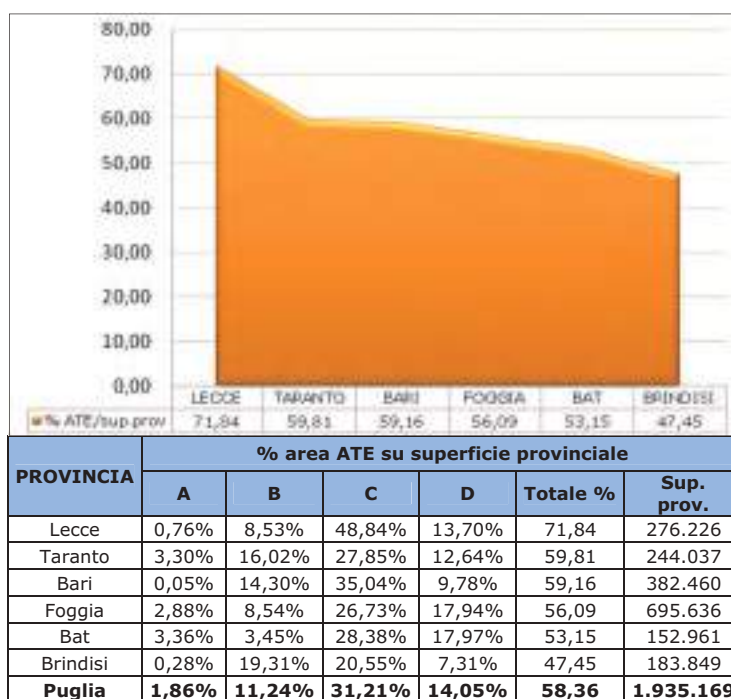 80,00
70,00
60,00
50,00
40,00
30,00
20,00
10,00
0,00
LECCE TARANTO BARI FOGGIA BAT BRINDISI
% ATE/sup.prov 71,84 59,81 59,16 56,09 53,15 47,45
PROVINCIA % area ATE su superficie provinciale
A B C D Totale % Sup. prov.
Lecce 0,76% 8,53% 48,84% 13,70% 71,84 276.226
Taranto 3,30% 16,02% 27,85% 12,64% 59,81 244.037
Bari 0,05% 14,30% 35,04% 9,78% 59,16 382.460
Foggia 2,88% 8,54% 26,73% 17,94% 56,09 695.636
Bat 3,36% 3,45% 28,38% 17,97% 53,15 152.961
Brindisi 0,28% 19,31% 20,55% 7,31% 47,45 183.849
Puglia 1,86% 11,24% 31,21% 14,05% 58,36 1.935.169